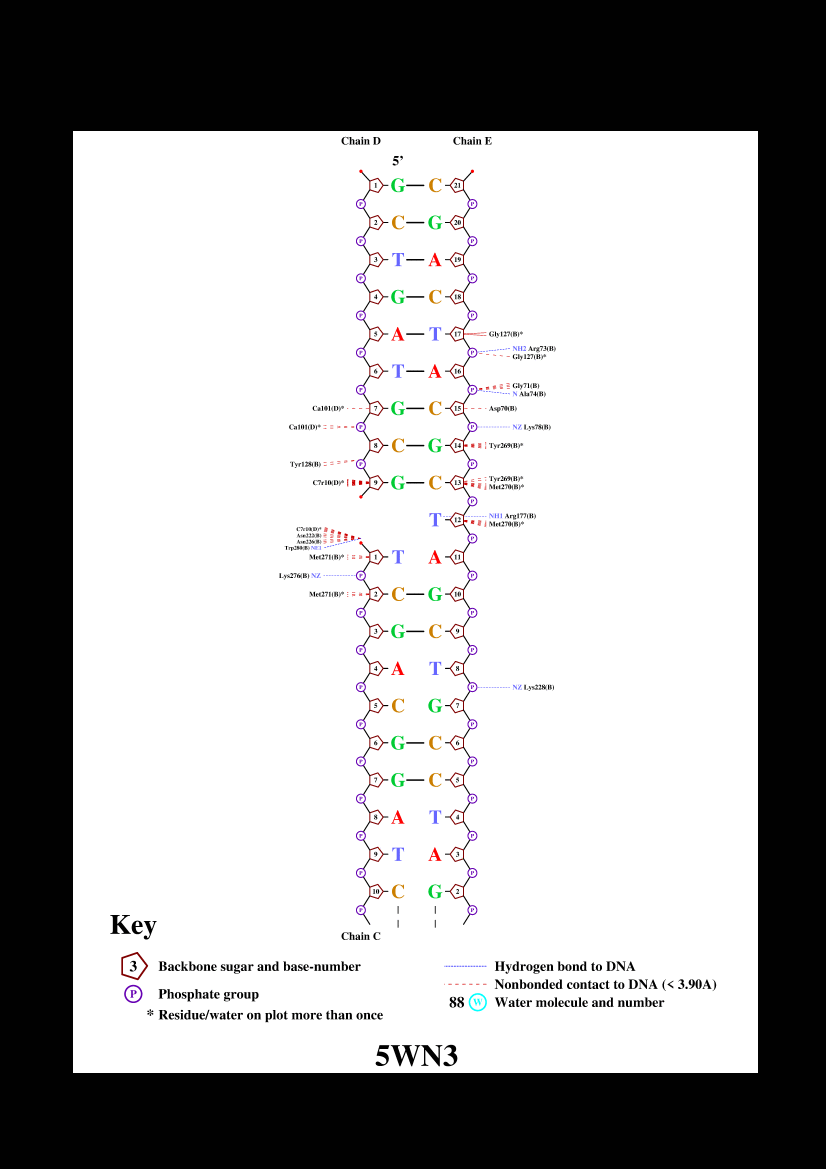 Chain D Chain E
5’
1 G C 21
P P
2 C G 20
P P
3 T A 19
P P
4 G C 18
P P
5 A T 17 Gly127(B)*
NH2 Arg73(B)
P P
Gly127(B)*
6 T A 16
Gly71(B)
P P
N Ala74(B)
Ca101(D)* 7 G C 15 Asp70(B)
Ca101(D)* P P NZ Lys78(B)
8 C G 14 Tyr269(B)*
Tyr128(B) P P
Tyr269(B)*
C7r10(D)* 9 G C 13
Met270(B)*
P
NH1 Arg177(B)
T 12
Met270(B)*
C7r10(D)*
Asn222(B)
P
Asn226(B)
Trp280(B) NE1
Met271(B)* 1 T A 11
Lys276(B) NZ P P
Met271(B)* 2 C G 10
P P
3 G C 9
P P
4 A T 8
P P NZ Lys228(B)
5 C G 7
P P
6 G C 6
P P
7 G C 5
P P
8 A T 4
P P
9 T A 3
P P
10 C G 2
P P
Chain C
Key
3 Backbone sugar and base-number
P Phosphate group
* Residue/water on plot more than once
Hydrogen bond to DNA
Nonbonded contact to DNA (< 3.90A)
88 W Water molecule and number
5WN3